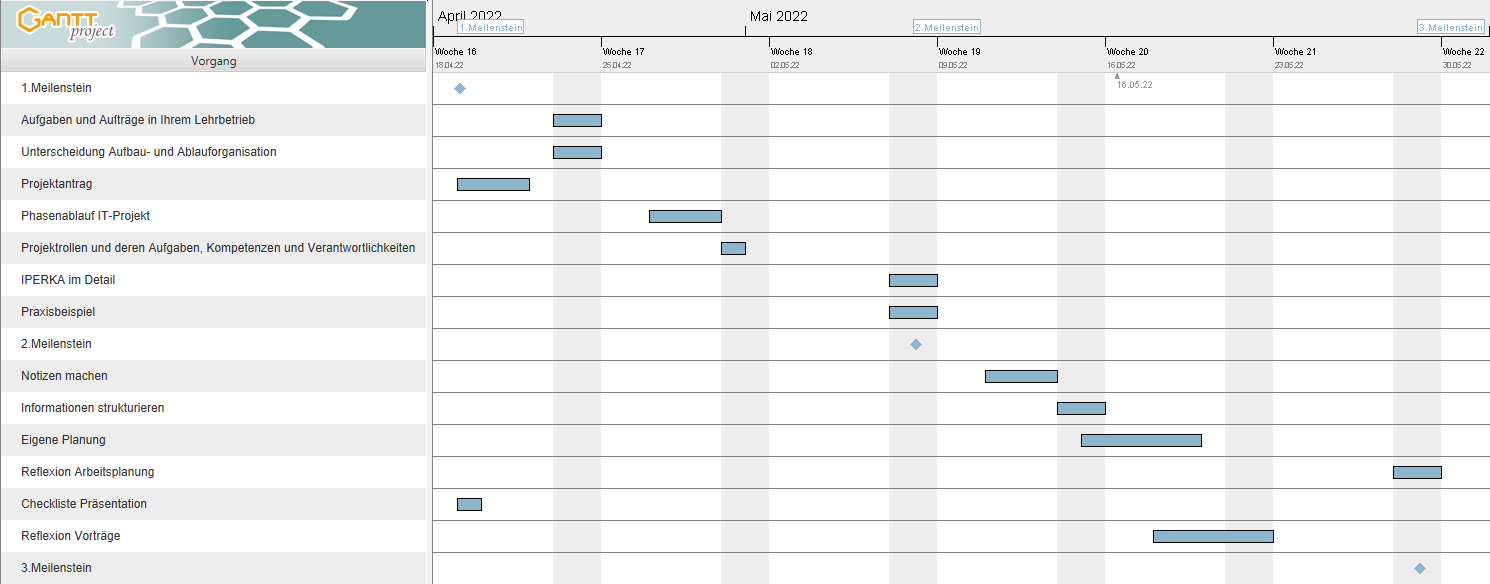 GANTT
project
April 2022
Mai 2022
1.Meilenstein
2.Meilenstein
3.Meilenstein
Woche 16
Woche 17
Woche 18
Woche 19
Woche 20
Woche 21
Woche 22
18.04.22
25.04.22
02.05.22
09.05.22
16.05.22
23.05.22
30.05.22
Vorgang
16.05.22
1.Meilenstein
Aufgaben und Aufträge in Ihrem Lehrbetrieb
Unterscheidung Aufbau- und Ablauforganisation
Projektantrag
Phasenablauf IT-Projekt
Projektrollen und deren Aufgaben, Kompetenzen und Verantwortlichkeiten
IPERKA im Detail
Praxisbeispiel
2.Meilenstein
Notizen machen
Informationen strukturieren
Eigene Planung
Reflexion Arbeitsplanung
Checkliste Präsentation
Reflexion Vorträge
3.Meilenstein